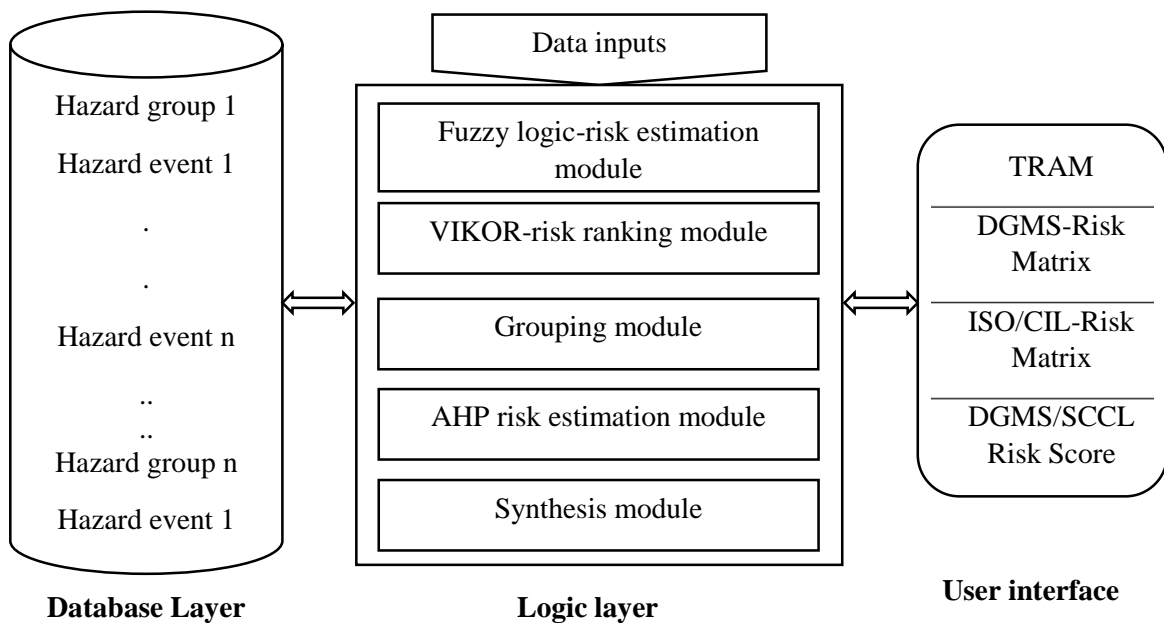 Data inputs
Hazard group 1
Hazard event 1
.
.
Hazard event n
..
..
Hazard group n
Hazard event 1
Database Layer
Fuzzy logic-risk estimation
module
VIKOR-risk ranking module
Grouping module
AHP risk estimation module
Synthesis module
Logic layer
TRAM
DGMS-Risk
Matrix
ISO/CIL-Risk
Matrix
DGMS/SCCL
Risk Score
User interface